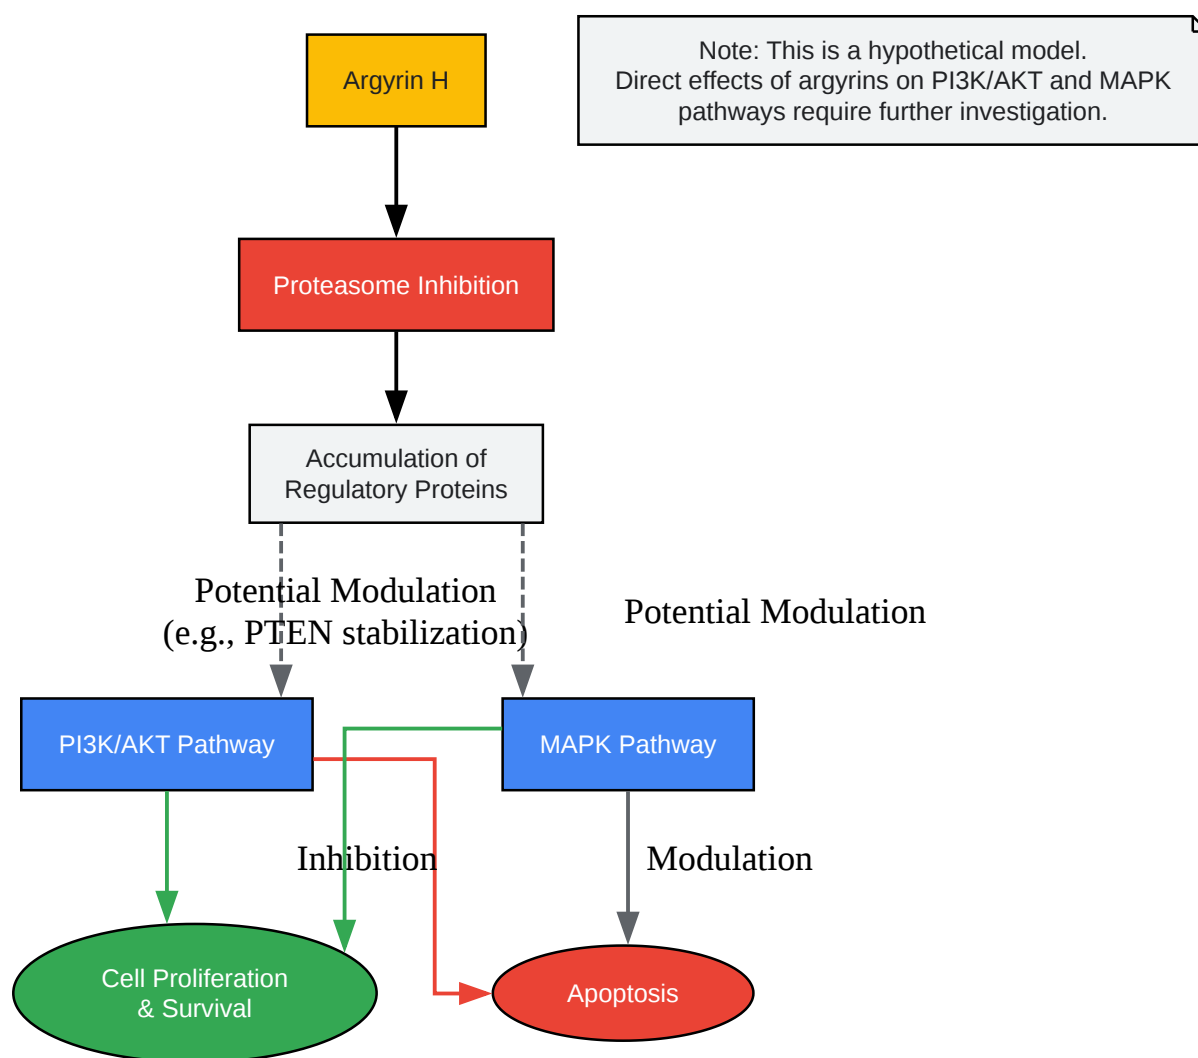 Argyrin H
Note: This is a hypothetical model.
Direct effects of argyrins on PI3K/AKT and MAPK
pathways require further investigation.
Proteasome Inhibition
Accumulation of
Regulatory Proteins
Potential Modulation
(e.g., PTEN stabilization)
Potential Modulation
PI3K/AKT Pathway
MAPK Pathway
Inhibition
Modulation
Cell Proliferation
& Survival
Apoptosis